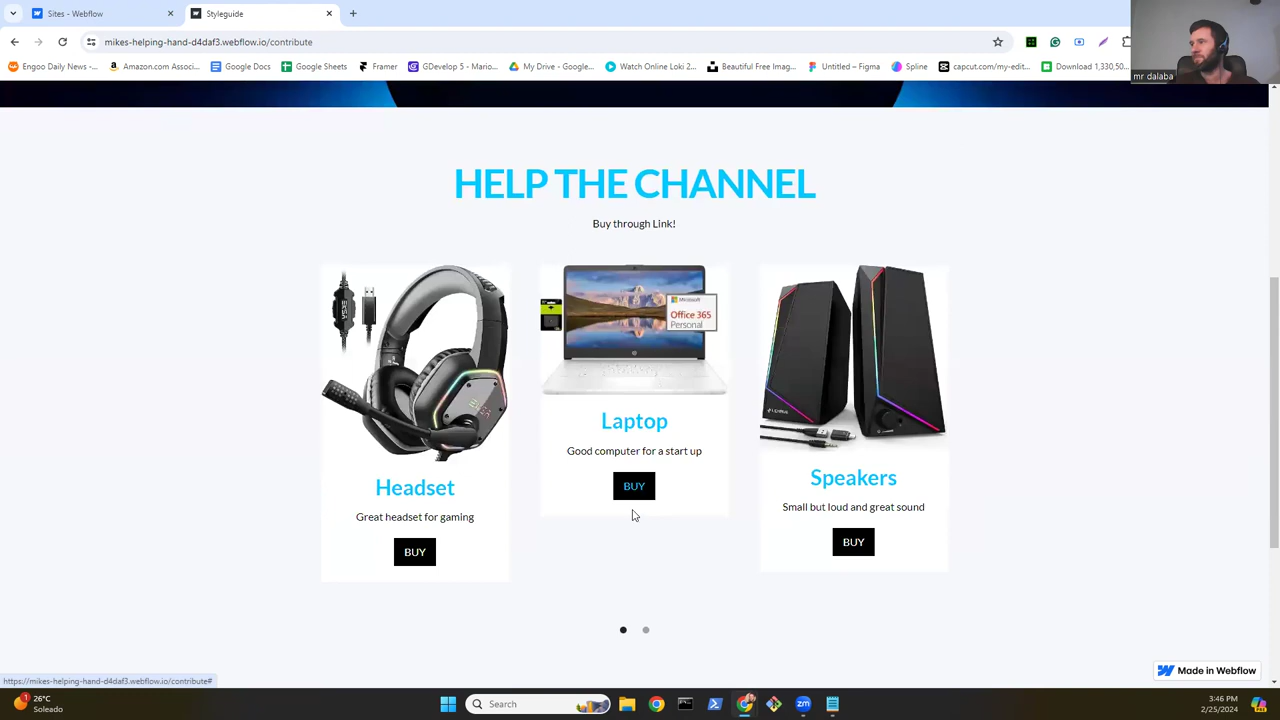 Sites - Webflow
Styleguide
mikes-helping-hand-d4daf3.webflow.io/contribute
Engoo Daily News -...
Amazon.com Associ...
Google Docs
Google Sheets
Framer
GDevelop 5 - Mario...
My Drive - Google...
Watch Online Loki 2...
Beautiful Free Imag...
Untitled – Figma
Spline
capcut.com/my-edit...
Download 1,330,50...
mr dalaba
HELP THE CHANNEL
Buy through Link!
EKSA
Microsoft
Office 365
Personal
Laptop
Good computer for a start up
BUY
Headset
Great headset for gaming
BUY
Speakers
Small but loud and great sound
BUY
Made in Webflow
https://mikes-helping-hand-d4daf3.webflow.io/contribute#
26°C
Soleado
Search
3:46 PM
2/25/2024